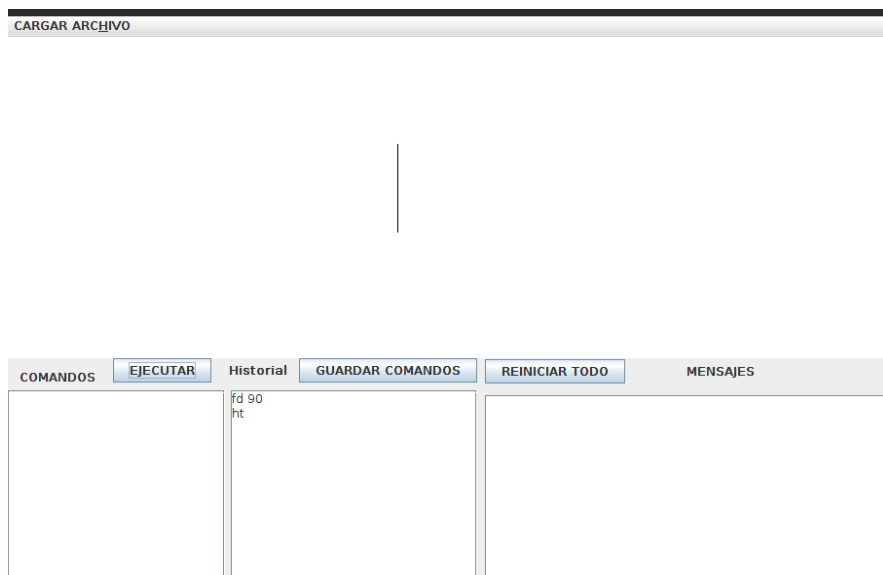 CARGAR ARCHIVO
COMANDOS
EJECUTAR
Historial
GUARDAR COMANDOS
REINICIAR TODO
MENSAJES
fd 90
ht